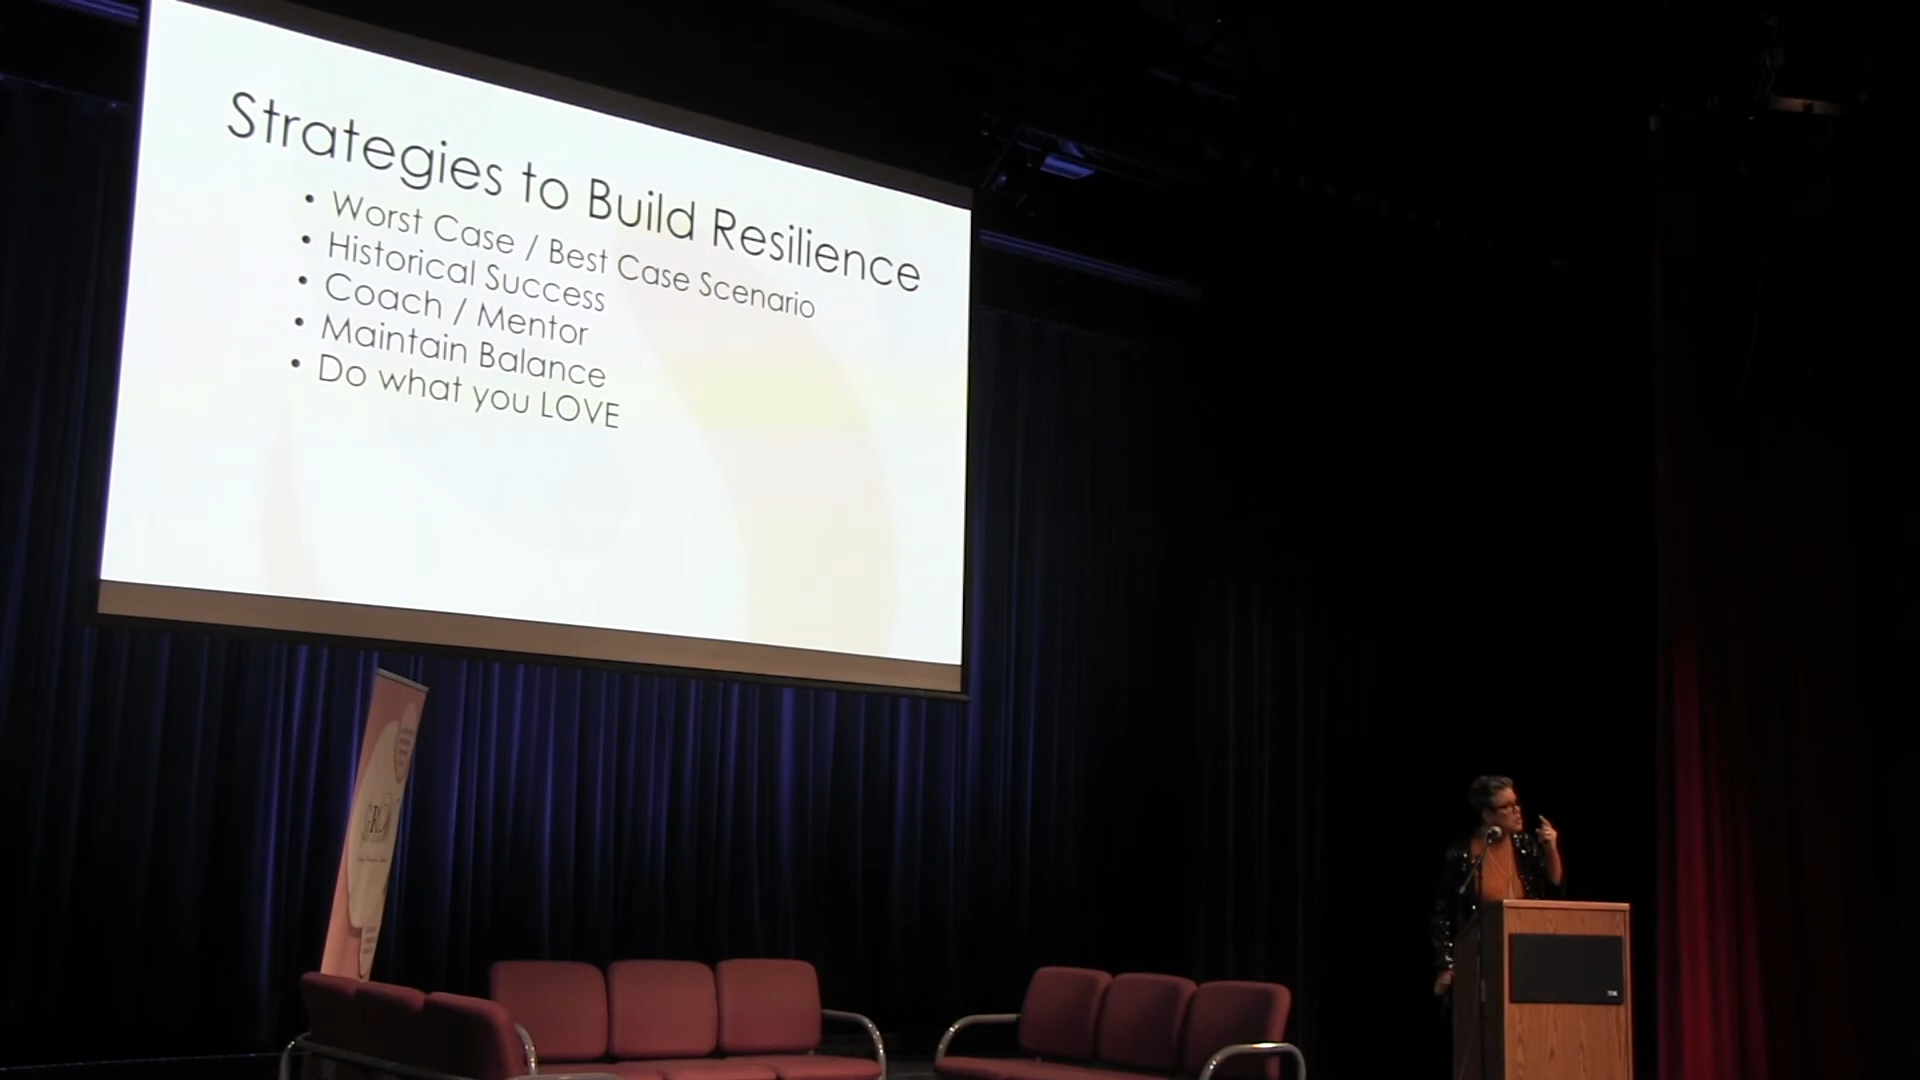 Strategies to Build Resilience
• Worst Case / Best Case Scenario
• Historical Success
• Coach / Mentor
• Maintain Balance
• Do what you LOVE